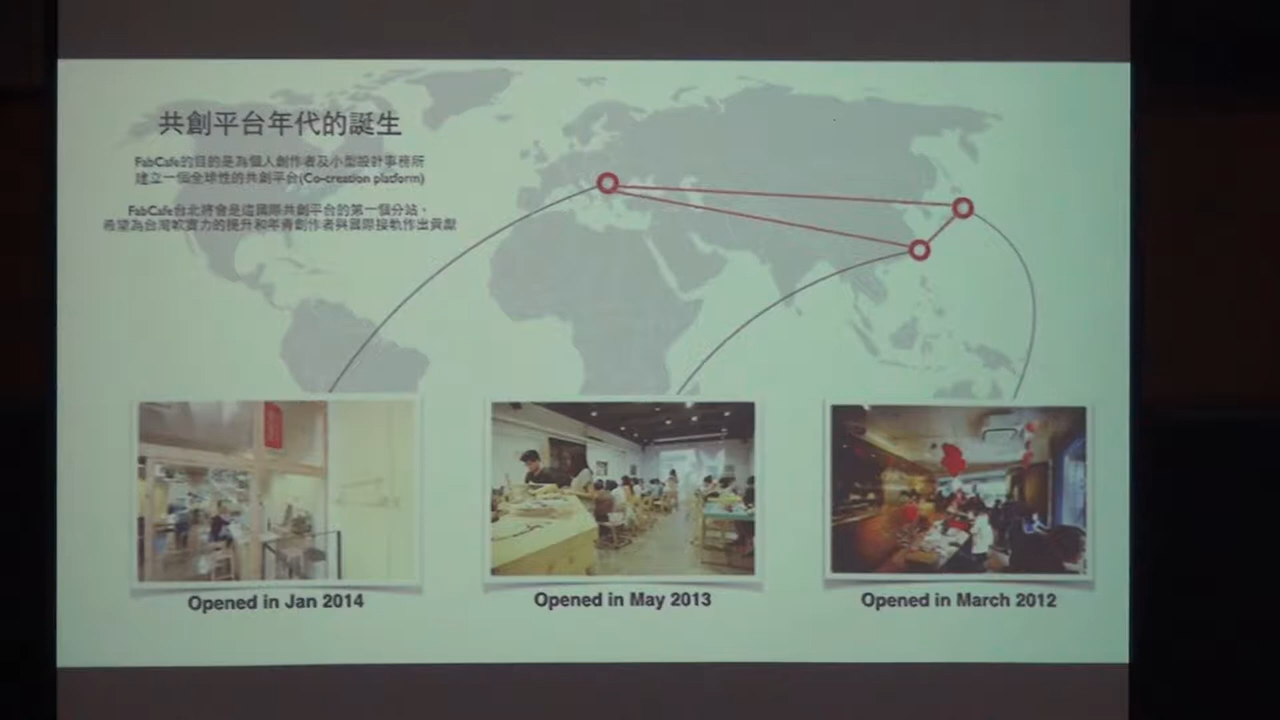 共創平台年代的誕生
FabCafe的目的是為個人創作者及小型設計事務所
建立一個全球性的共創平台(Co-creation platform)
FabCafe台北將會是這國際共創平台的第一個分站，
希望為台灣軟實力的提升和年青創作者與國際接軌作出貢獻
Opened in Jan 2014
Opened in May 2013
Opened in March 2012